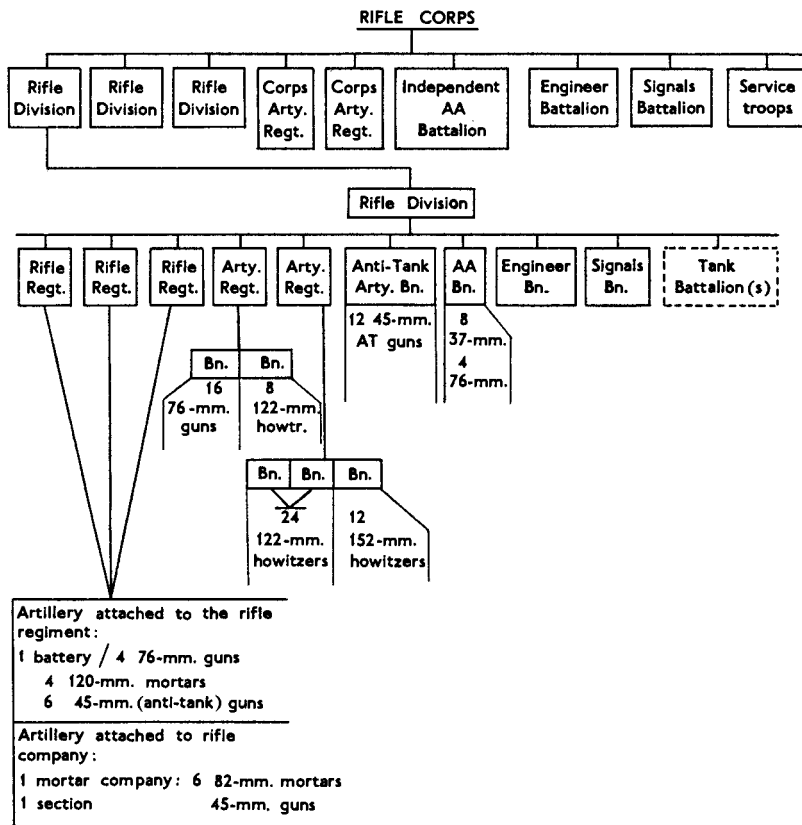 RIFLE CORPS
Rifle
Division
Rifle
Division
Rifle
Division
Corps
Arty.
Regt.
Corps
Arty.
Regt.
Independent
AA
Battalion
Engineer
Battalion
Signals
Battalion
Service
troops
Rifle Division
Rifle
Regt.
Rifle
Regt.
Rifle
Regt.
Arty.
Regt.
Arty.
Regt.
Anti-Tank
Arty. Bn.
AA
Bn.
Engineer
Bn.
Signals
Bn.
Tank
Battalion (s)
12 45-mm.
AT guns
8
37-mm.
4
76-mm.
Bn.
Bn.
16
76-mm.
guns
8
122-mm.
howtr.
Bn.
Bn.
Bn.
24
122-mm.
howitzers
12
152-mm.
howitzers
Artillery attached to the rifle
regiment:
1 battery / 4 76-mm. guns
4 120-mm. mortars
6 45-mm. (anti-tank) guns
Artillery attached to rifle
company:
1 mortar company: 6 82-mm. mortars
1 section 45-mm. guns